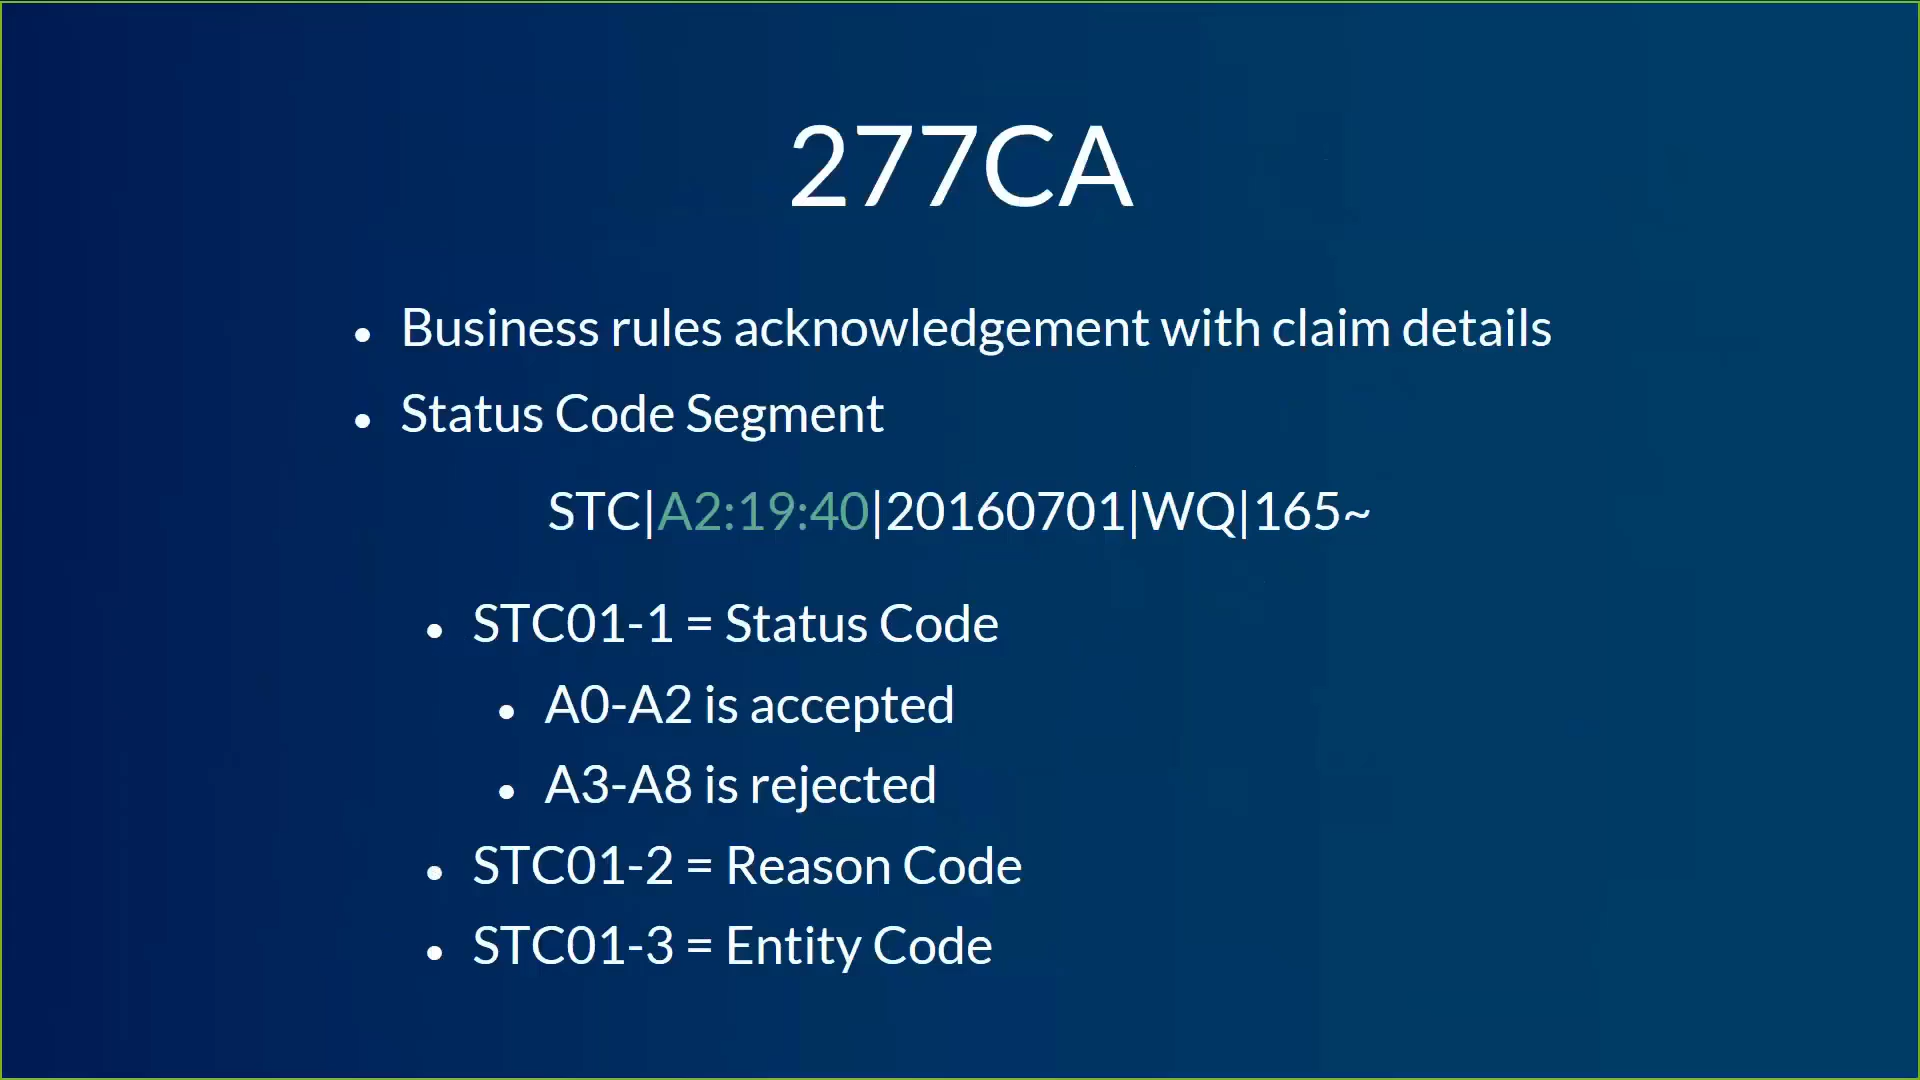 277CA
• Business rules acknowledgement with claim details
• Status Code Segment
STC|A2:19:40|20160701|WQ|165~
• STC01-1 = Status Code
• A0-A2 is accepted
• A3-A8 is rejected
• STC01-2 = Reason Code
• STC01-3 = Entity Code